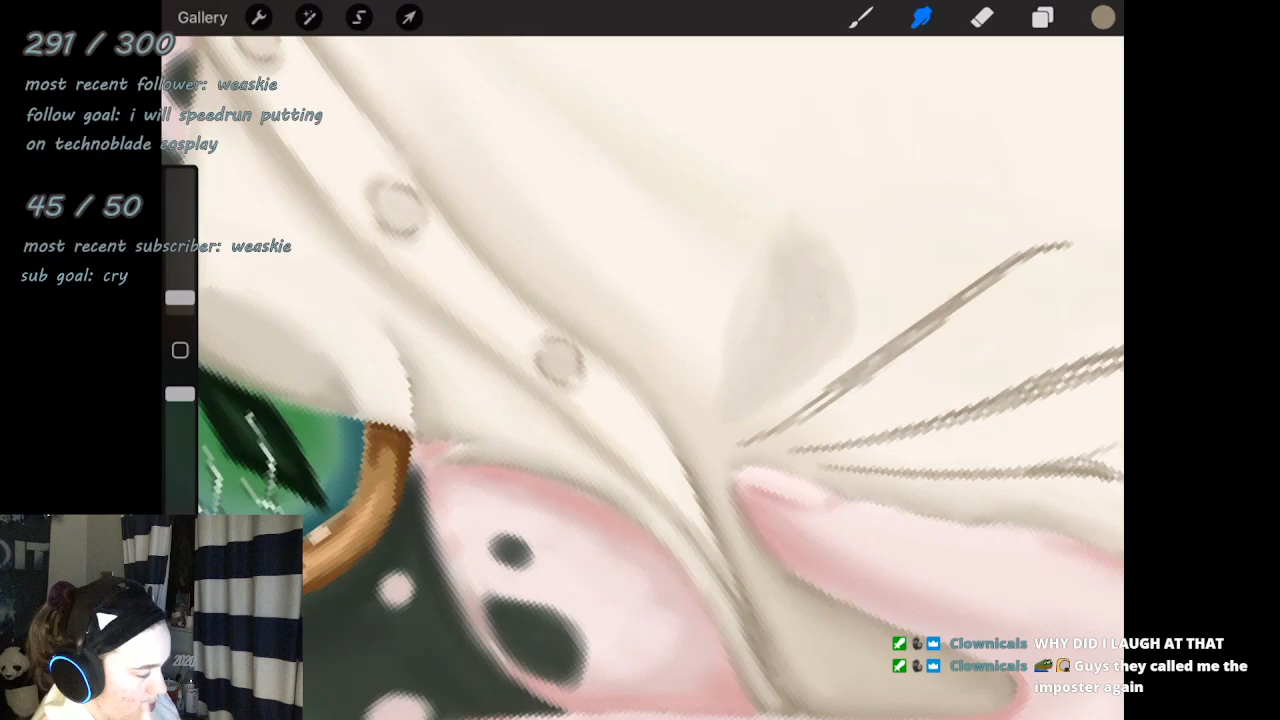 Gallery
291 / 300
most recent follower: weaskie
follow goal: i will speedrun putting
on technoblade cosplay
45 / 50
most recent subscriber: weaskie
sub goal: cry
2020
Clownicals WHY DID I LAUGH AT THAT
Clownicals Guys they called me the
imposter again